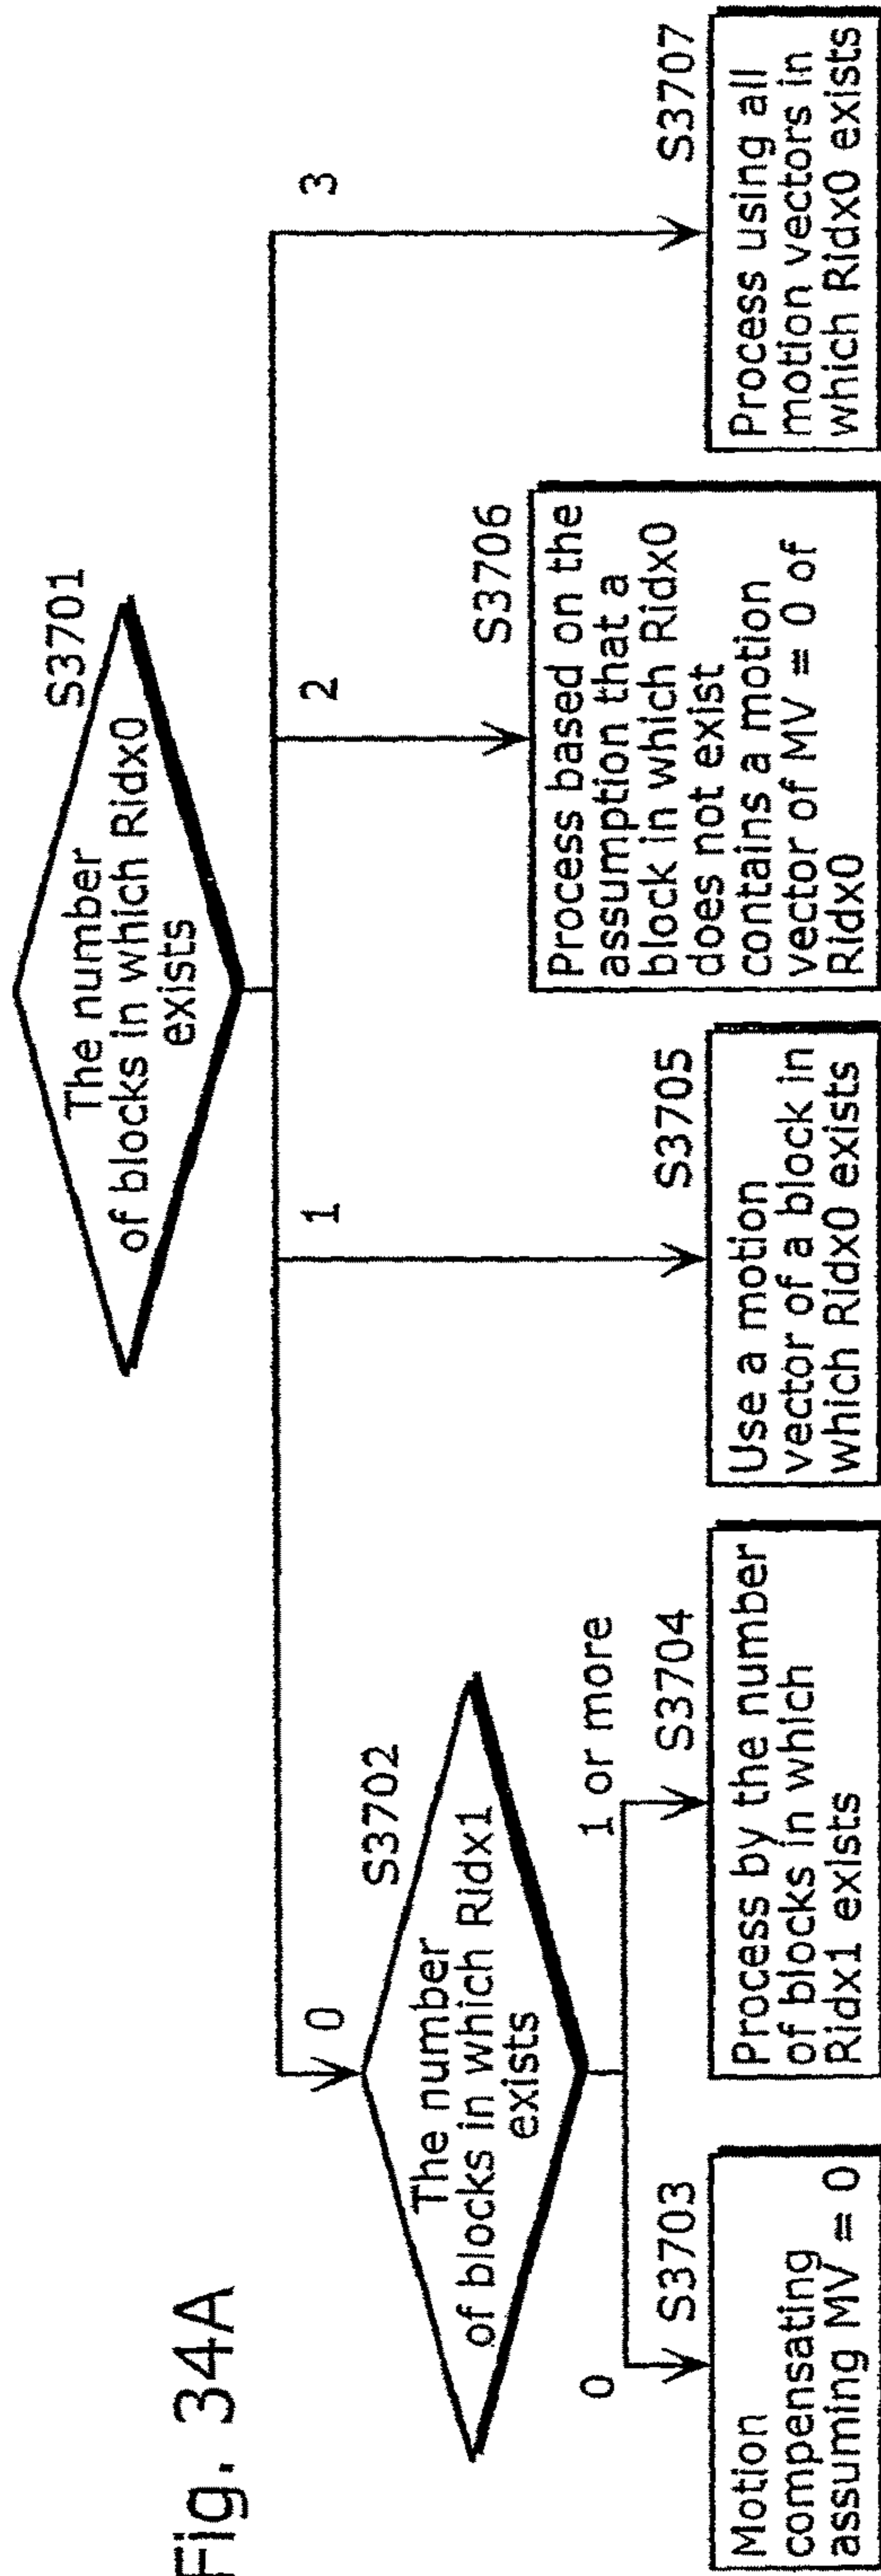 Fig. 34A
S3701
The number
of blocks in which Ridx0
exists
0
1
2
3
S3702
The number
of blocks in which Ridx1
exists
0
1 or more
S3703
Motion
compensating
assuming MV = 0
S3704
Process by the number
of blocks in which
Ridx1 exists
S3705
Use a motion
vector of a block in
which Ridx0 exists
S3706
Process based on the
assumption that a
block in which Ridx0
does not exist
contains a motion
vector of MV = 0 of
Ridx0
S3707
Process using all
motion vectors in
which Ridx0 exists